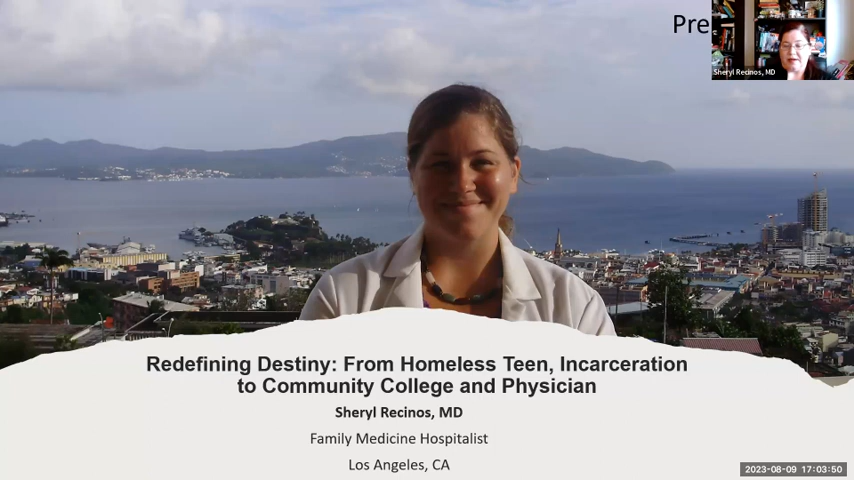 Pre
Sheryl Recinos, MD
Redefining Destiny: From Homeless Teen, Incarceration
to Community College and Physician
Sheryl Recinos, MD
Family Medicine Hospitalist
Los Angeles, CA
2023-08-09 17:03:50